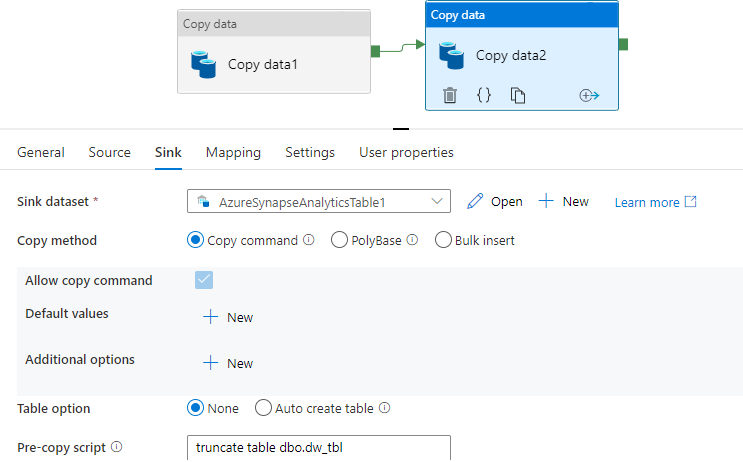 Copy data
Copy data1
Copy data
Copy data2
General Source Sink Mapping Settings User properties
Sink dataset * AzureSynapseAnalyticsTable1 Open New Learn more
Copy method Copy command PolyBase Bulk insert
Allow copy command
Default values New
Additional options New
Table option None Auto create table
Pre-copy script truncate table dbo.dw_tbl